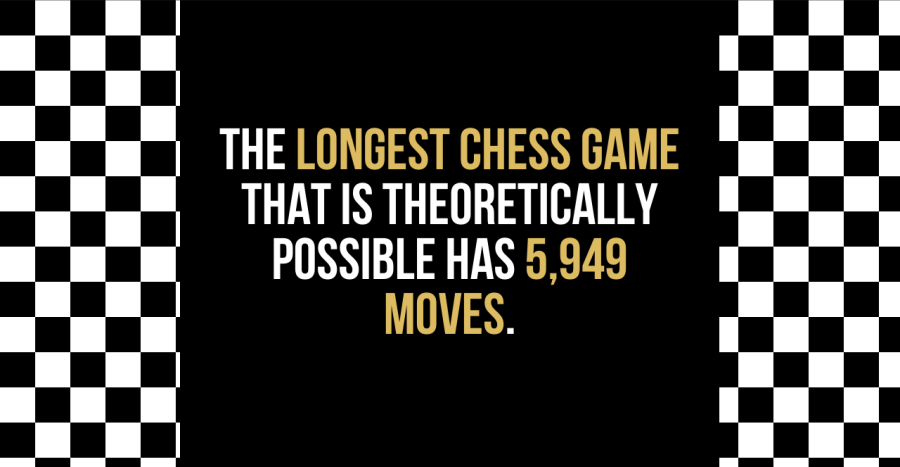 THE LONGEST CHESS GAME
THAT IS THEORETICALLY
POSSIBLE HAS 5,949
MOVES.